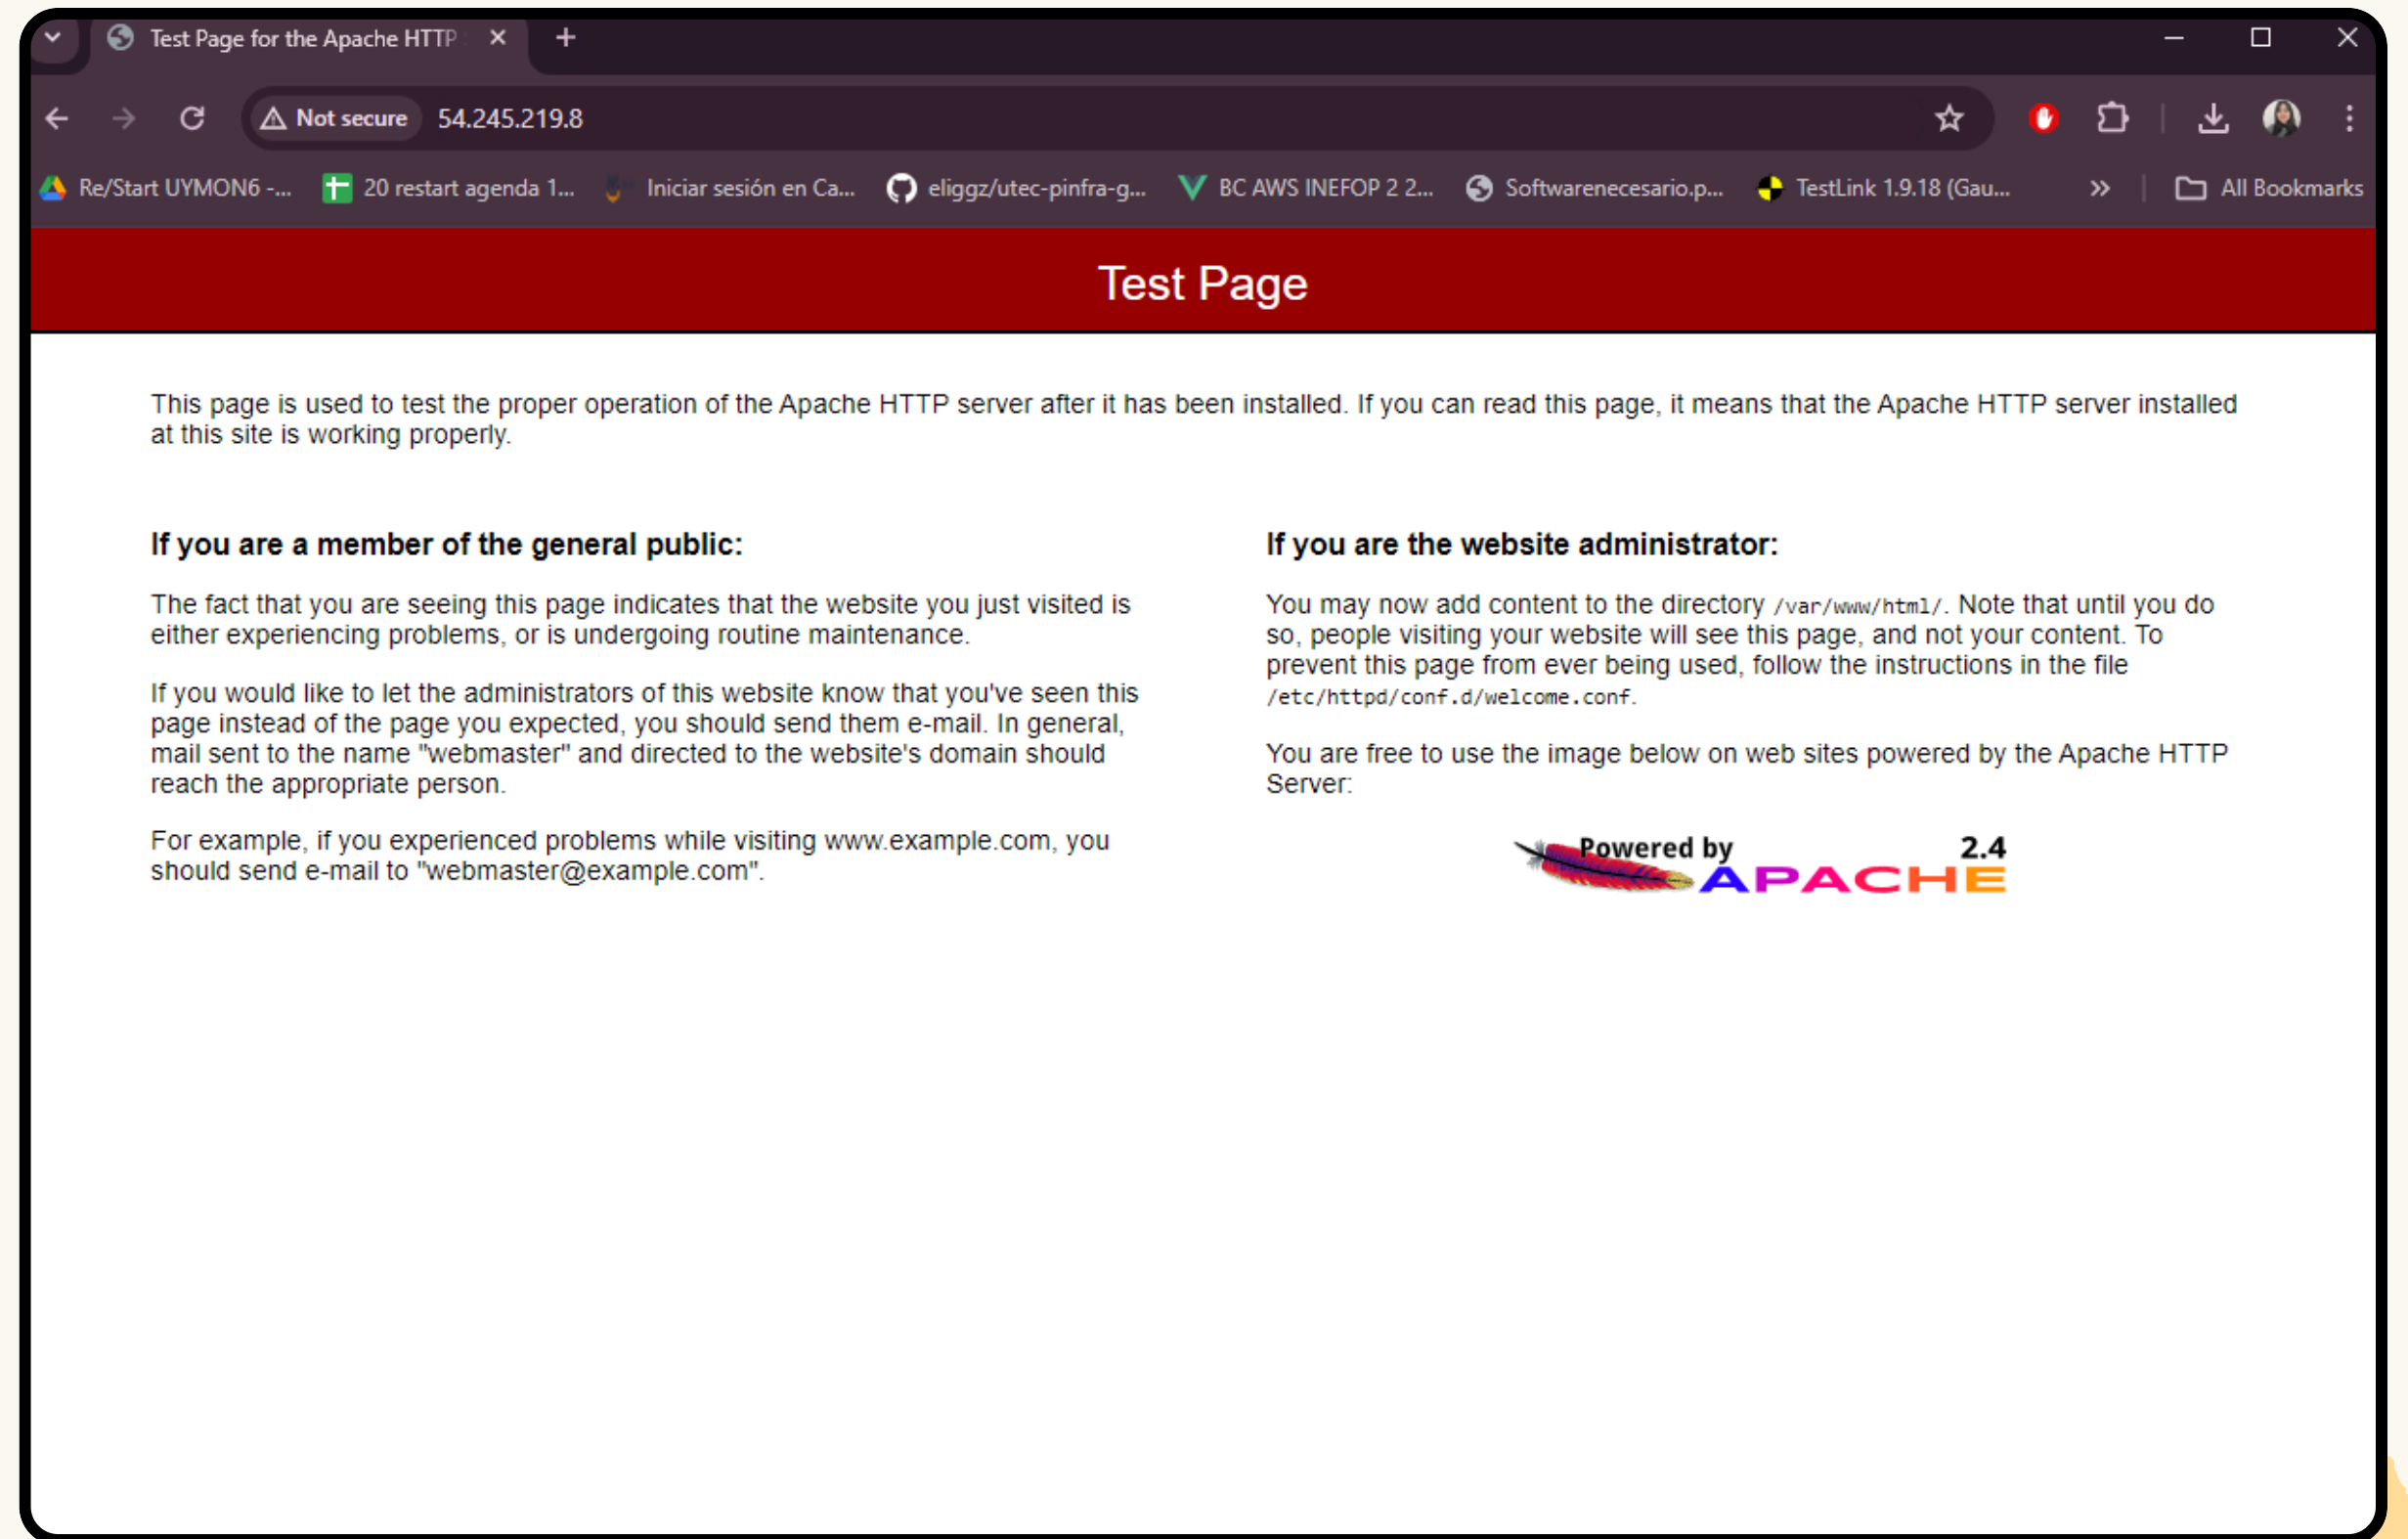 Test Page for the Apache HTTP
Not secure 54.245.219.8
Re/Start UYMON6 -... 20 restart agenda 1... Iniciar sesión en Ca... eliggz/utec-pinfra-g... BC AWS INEFOP 2 2... Softwarenecesario.p... TestLink 1.9.18 (Gau... » All Bookmarks
Test Page
This page is used to test the proper operation of the Apache HTTP server after it has been installed. If you can read this page, it means that the Apache HTTP server installed
at this site is working properly.
If you are a member of the general public:
The fact that you are seeing this page indicates that the website you just visited is
either experiencing problems, or is undergoing routine maintenance.
If you would like to let the administrators of this website know that you've seen this
page instead of the page you expected, you should send them e-mail. In general,
mail sent to the name "webmaster" and directed to the website's domain should
reach the appropriate person.
For example, if you experienced problems while visiting www.example.com, you
should send e-mail to "webmaster@example.com".
If you are the website administrator:
You may now add content to the directory /var/www/html/. Note that until you do
so, people visiting your website will see this page, and not your content. To
prevent this page from ever being used, follow the instructions in the file
/etc/httpd/conf.d/welcome.conf.
You are free to use the image below on web sites powered by the Apache HTTP
Server:
Powered by 2.4
APACHE